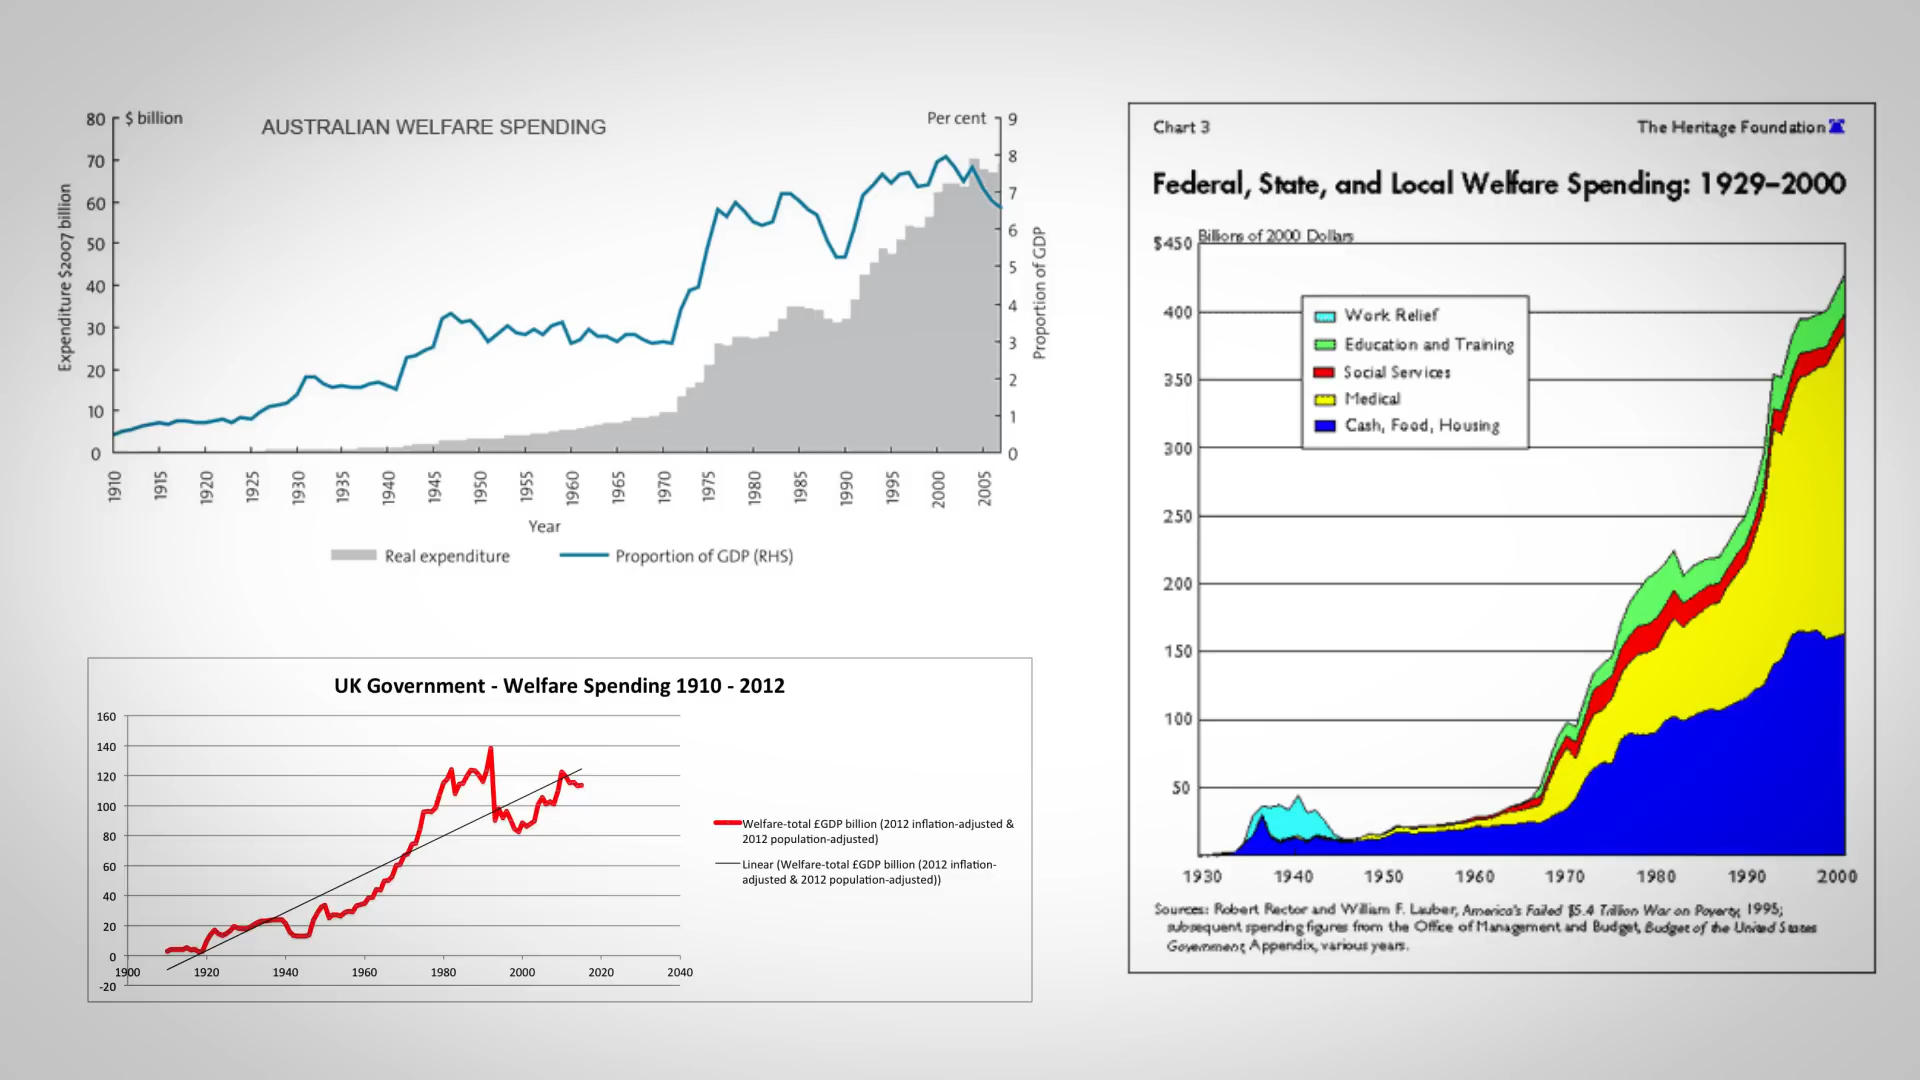 AUSTRALIAN WELFARE SPENDING
$ billion
Per cent
Expenditure $2007 billion
80
70
60
50
40
30
20
10
0
9
8
7
6
5
4
3
2
1
0
Proportion of GDP
1910 1915 1920 1925 1930 1935 1940 1945 1950 1955 1960 1965 1970 1975 1980 1985 1990 1995 2000 2005
Year
Real expenditure Proportion of GDP (RHS)
UK Government - Welfare Spending 1910 - 2012
160
140
120
100
80
60
40
20
0
-20
1900 1920 1940 1960 1980 2000 2020 2040
Welfare-total £GDP billion (2012 inflation-adjusted &
2012 population-adjusted)
Linear (Welfare-total £GDP billion (2012 inflation-
adjusted & 2012 population-adjusted))
Chart 3 The Heritage Foundation
Federal, State, and Local Welfare Spending: 1929–2000
Billions of 2000 Dollars
$450
400
350
300
250
200
150
100
50
Work Relief
Education and Training
Social Services
Medical
Cash, Food, Housing
1930 1940 1950 1960 1970 1980 1990 2000
Sources: Robert Rector and William F. Lauber, America's Failed $5.4 Trillion War on Poverty, 1995;
subsequent spending figures from the Office of Management and Budget, Budget of the United States
Government, Appendix, various years.